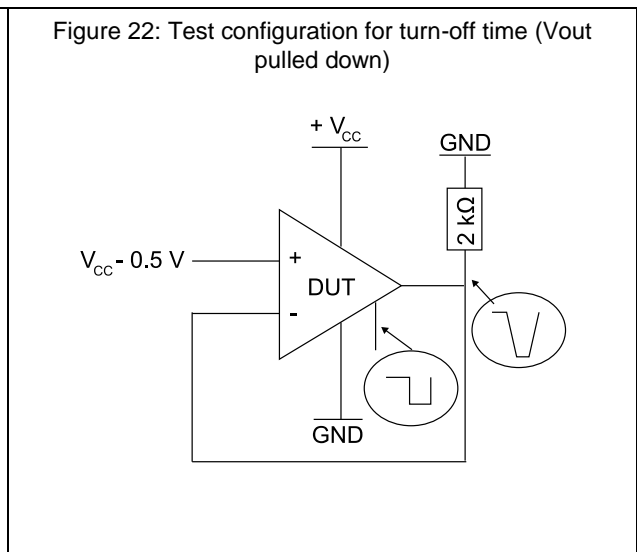 Figure 22: Test configuration for turn-off time (Vout
pulled down)
+ VCC
GND
2 kΩ
VCC - 0.5 V
+
DUT
-
GND